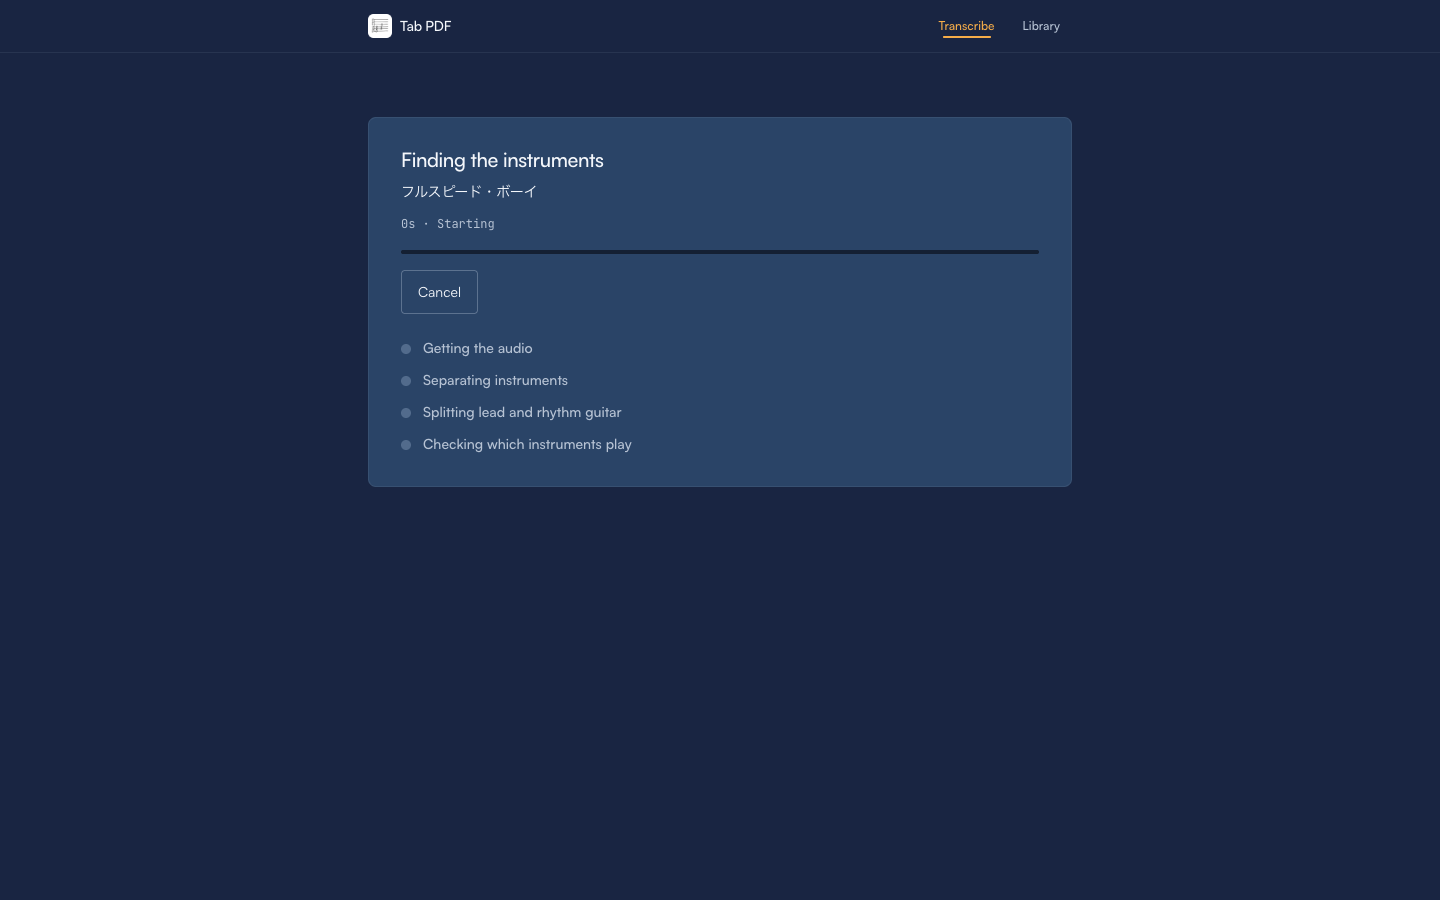 Tab PDF
Transcribe
Library
Finding the instruments
フルスピード・ボーイ
0s · Starting
Cancel
Getting the audio
Separating instruments
Splitting lead and rhythm guitar
Checking which instruments play